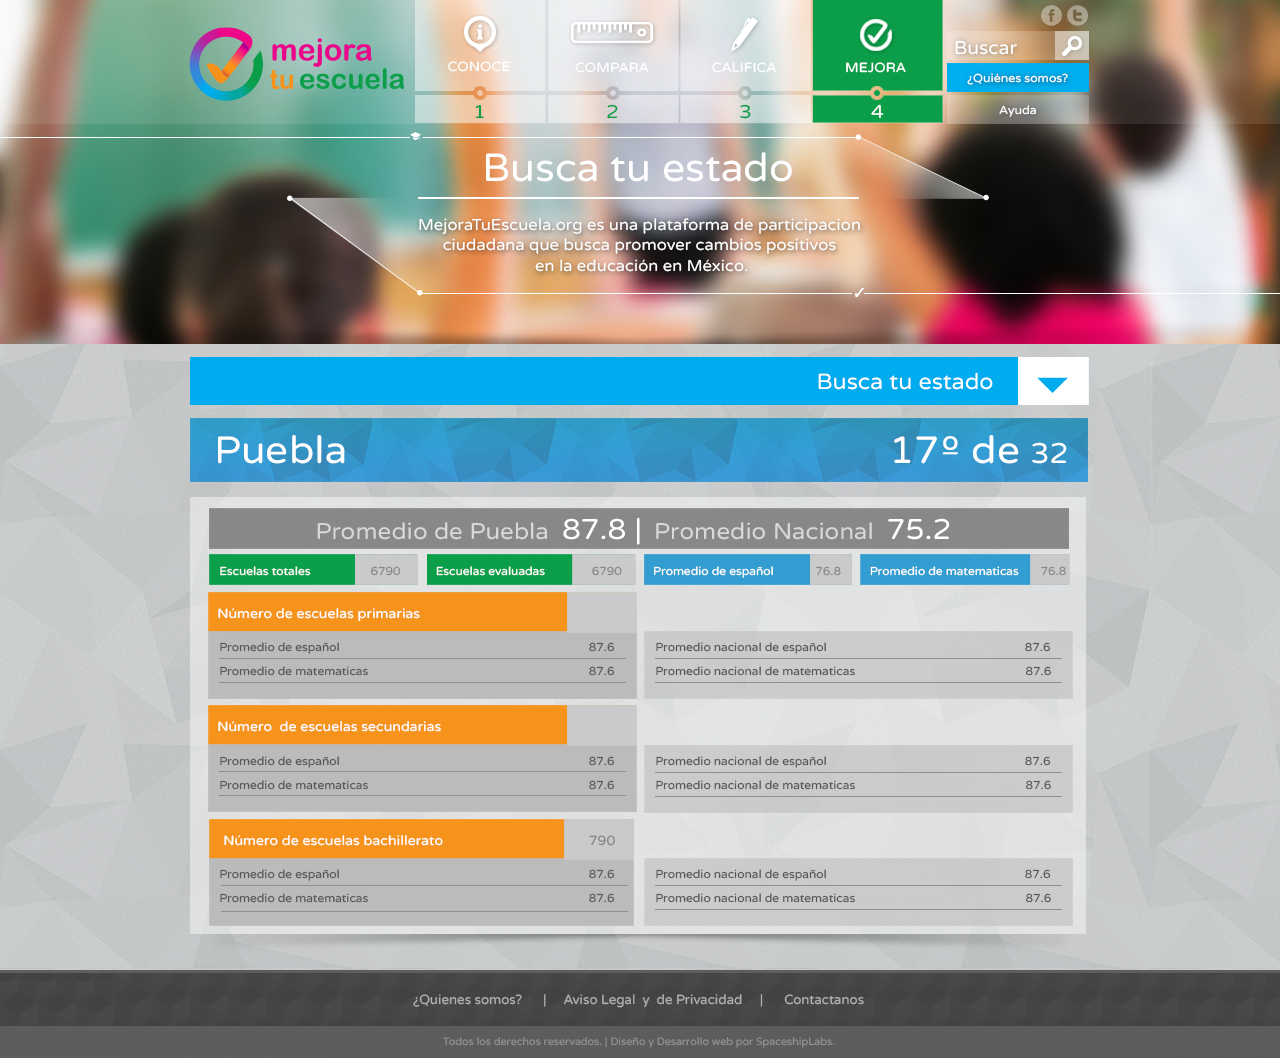 mejora
tu escuela
CONOCE
1
COMPARA
2
CALIFICA
3
MEJORA
4
Buscar
¿Quiénes somos?
Ayuda
Busca tu estado
MejoraTuEscuela.org es una plataforma de participacion
ciudadana que busca promover cambios positivos
en la educación en México.
Busca tu estado
Puebla 17º de 32
Promedio de Puebla 87.8 | Promedio Nacional 75.2
Escuelas totales 6790 Escuelas evaluadas 6790 Promedio de español 76.8 Promedio de matematicas 76.8
Número de escuelas primarias
Promedio de español 87.6 Promedio nacional de español 87.6
Promedio de matematicas 87.6 Promedio nacional de matematicas 87.6
Número de escuelas secundarias
Promedio de español 87.6 Promedio nacional de español 87.6
Promedio de matematicas 87.6 Promedio nacional de matematicas 87.6
Número de escuelas bachillerato 790
Promedio de español 87.6 Promedio nacional de español 87.6
Promedio de matematicas 87.6 Promedio nacional de matematicas 87.6
¿Quienes somos? | Aviso Legal y de Privacidad | Contactanos
Todos los derechos reservados. | Diseño y Desarrollo web por SpaceshipLabs.